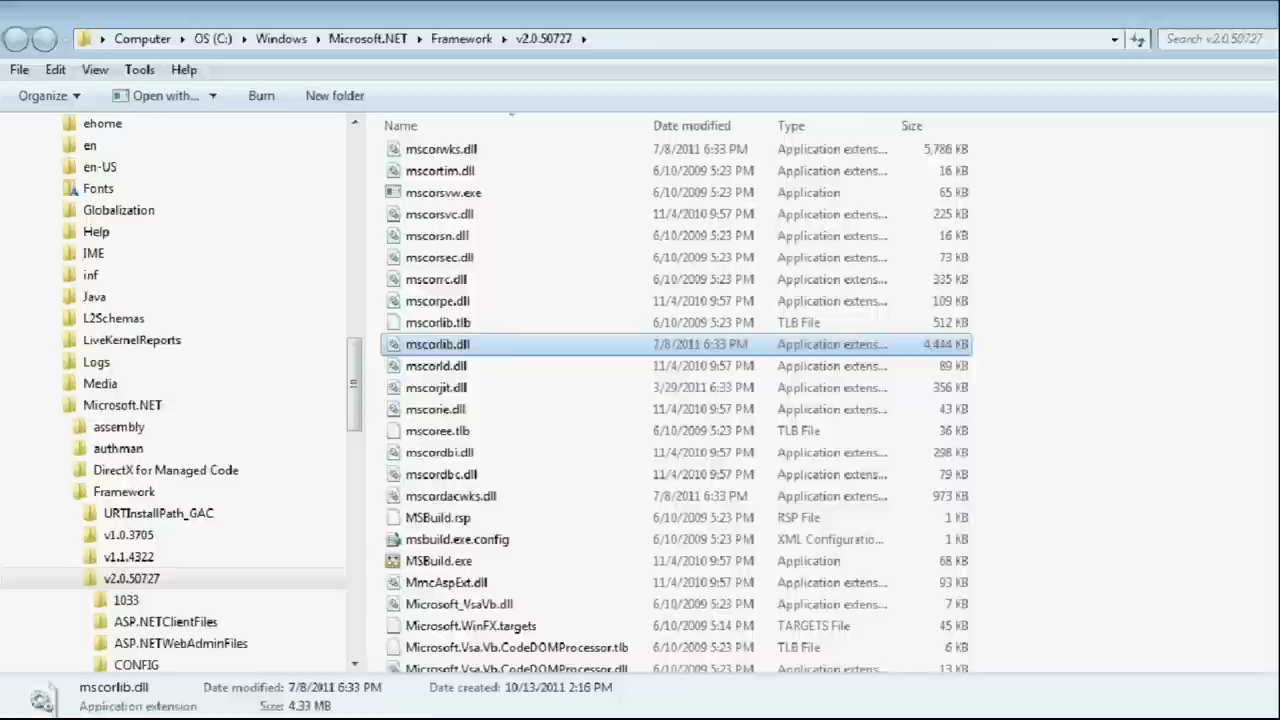 Computer OS (C:) Windows Microsoft.NET Framework v2.0.50727 Search v2.0.50727
File Edit View Tools Help
Organize Open with... Burn New folder
ehome
en
en-US
Fonts
Globalization
Help
IME
inf
Java
L2Schemas
LiveKernelReports
Logs
Media
Microsoft.NET
assembly
authman
DirectX for Managed Code
Framework
URTInstallPath_GAC
v1.0.3705
v1.1.4322
v2.0.50727
1033
ASP.NETClientFiles
ASP.NETWebAdminFiles
CONFIG
Name Date modified Type Size
mscorwks.dll 7/8/2011 6:33 PM Application extens... 5,786 KB
mscortim.dll 6/10/2009 5:23 PM Application extens... 16 KB
mscorsvw.exe 6/10/2009 5:23 PM Application 65 KB
mscorsvc.dll 11/4/2010 9:57 PM Application extens... 225 KB
mscorsn.dll 6/10/2009 5:23 PM Application extens... 16 KB
mscorsec.dll 6/10/2009 5:23 PM Application extens... 73 KB
mscorrc.dll 6/10/2009 5:23 PM Application extens... 335 KB
mscorpe.dll 11/4/2010 9:57 PM Application extens... 109 KB
mscorlib.tlb 6/10/2009 5:23 PM TLB File 512 KB
mscorlib.dll 7/8/2011 6:33 PM Application extens... 4,444 KB
mscorld.dll 11/4/2010 9:57 PM Application extens... 89 KB
mscorjit.dll 3/29/2011 6:33 PM Application extens... 356 KB
mscorie.dll 11/4/2010 9:57 PM Application extens... 43 KB
mscoree.tlb 6/10/2009 5:23 PM TLB File 36 KB
mscordbi.dll 11/4/2010 9:57 PM Application extens... 298 KB
mscordbc.dll 11/4/2010 9:57 PM Application extens... 79 KB
mscordacwks.dll 7/8/2011 6:33 PM Application extens... 973 KB
MSBuild.rsp 6/10/2009 5:23 PM RSP File 1 KB
msbuild.exe.config 6/10/2009 5:23 PM XML Configuratio... 1 KB
MSBuild.exe 11/4/2010 9:57 PM Application 68 KB
MmcAspExt.dll 11/4/2010 9:57 PM Application extens... 93 KB
Microsoft_VsaVb.dll 6/10/2009 5:23 PM Application extens... 7 KB
Microsoft.WinFX.targets 6/10/2009 5:14 PM TARGETS File 45 KB
Microsoft.Vsa.Vb.CodeDOMProcessor.tlb 6/10/2009 5:23 PM TLB File 6 KB
Microsoft.Vsa.Vb.CodeDOMProcessor.dll 6/10/2009 5:23 PM Application extens... 13 KB
mscorlib.dll Date modified: 7/8/2011 6:33 PM Date created: 10/13/2011 2:16 PM
Application extension Size: 4.33 MB